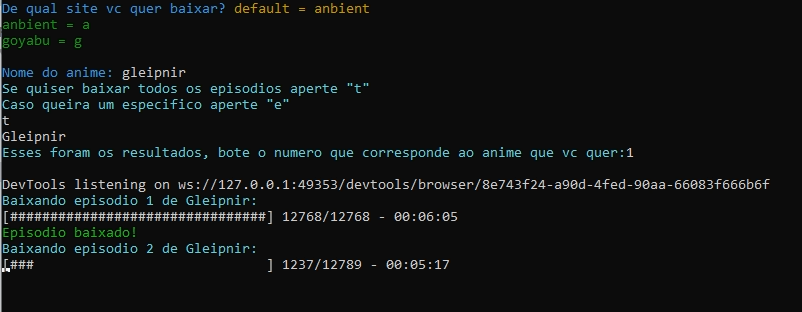 De qual site vc quer baixar? default = anbient
anbient = a
goyabu = g
Nome do anime: gleipnir
Se quiser baixar todos os episodios aperte "t"
Caso queira um especifico aperte "e"
t
Gleipnir
Esses foram os resultados, bote o numero que corresponde ao anime que vc quer:1
DevTools listening on ws://127.0.0.1:49353/devtools/browser/8e743f24-a90d-4fed-90aa-66083f666b6f
Baixando episodio 1 de Gleipnir:
[################################] 12768/12768 - 00:06:05
Episodio baixado!
Baixando episodio 2 de Gleipnir:
[###                             ] 1237/12789 - 00:05:17